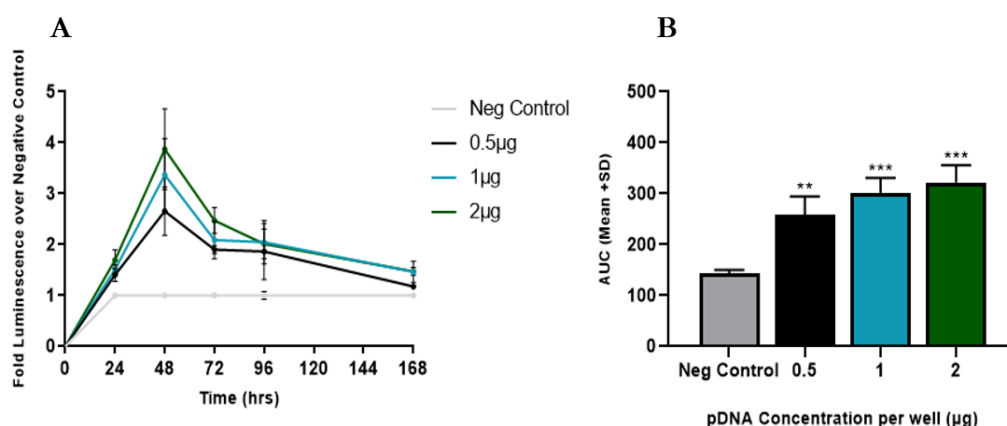 A
Fold Luminescence over Negative Control
5
4
3
2
1
0
0 24 48 72 96 120 144 168
Time (hrs)
Neg Control
0.5µg
1µg
2µg
B
AUC (Mean +SD)
500
400
300
200
100
0
** *** ***
Neg Control 0.5 1 2
pDNA Concentration per well (µg)